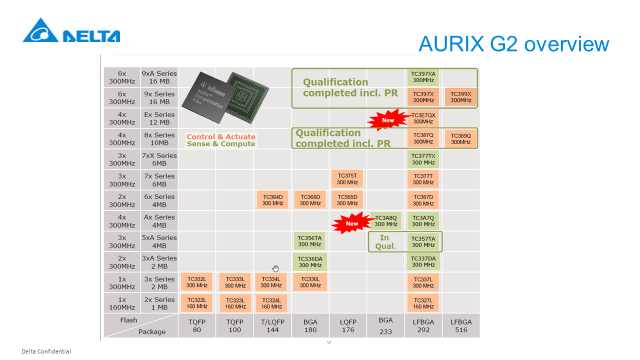 DELTA
AURIX G2 overview
6x 9xA Series TC397XA
300MHz 16 MB 300MHz
Qualification
completed incl. PR
6x 9x Series TC397X TC399X
300MHz 16 MB 300MHz 300MHz
infineon
4x Ex Series New TC3E7QX
300MHz 12 MB 300MHz
4x 8x Series Control & Actuate Qualification TC387Q TC389Q
300MHz 10MB Sense & Compute completed incl. PR 300MHz 300MHz
3x 7xX Series TC377TX
300MHz 6MB 300 MHz
3x 7x Series TC375T TC377T
300MHz 6MB 300 MHz 300 MHz
2x 6x Series TC364D TC366D TC365D TC367D
300MHz 4MB 300 MHz 300 MHz 300 MHz 300 MHz
4x Ax Series New TC3A8Q TC3A7Q
300MHz 4MB 300 MHz 300 MHz
3x 5xA Series TC356TA In TC357TA
300MHz 4MB 300 MHz Qual. 300 MHz
2x 3xA Series TC336DA TC337DA
300MHz 2 MB 300 MHz 300 MHz
1x 3x Series TC332L TC333L TC334L TC336L TC337L
300MHz 2 MB 300 MHz 300 MHz 300 MHz 300 MHz 300 MHz
1x 2x Series TC322L TC323L TC324L TC327L
160MHz 1 MB 160 MHz 160 MHz 160 MHz 160 MHz
Flash TQFP TQFP T/LQFP BGA LQFP BGA LFBGA LFBGA
Package 80 100 144 180 176 233 292 516
Delta Confidential